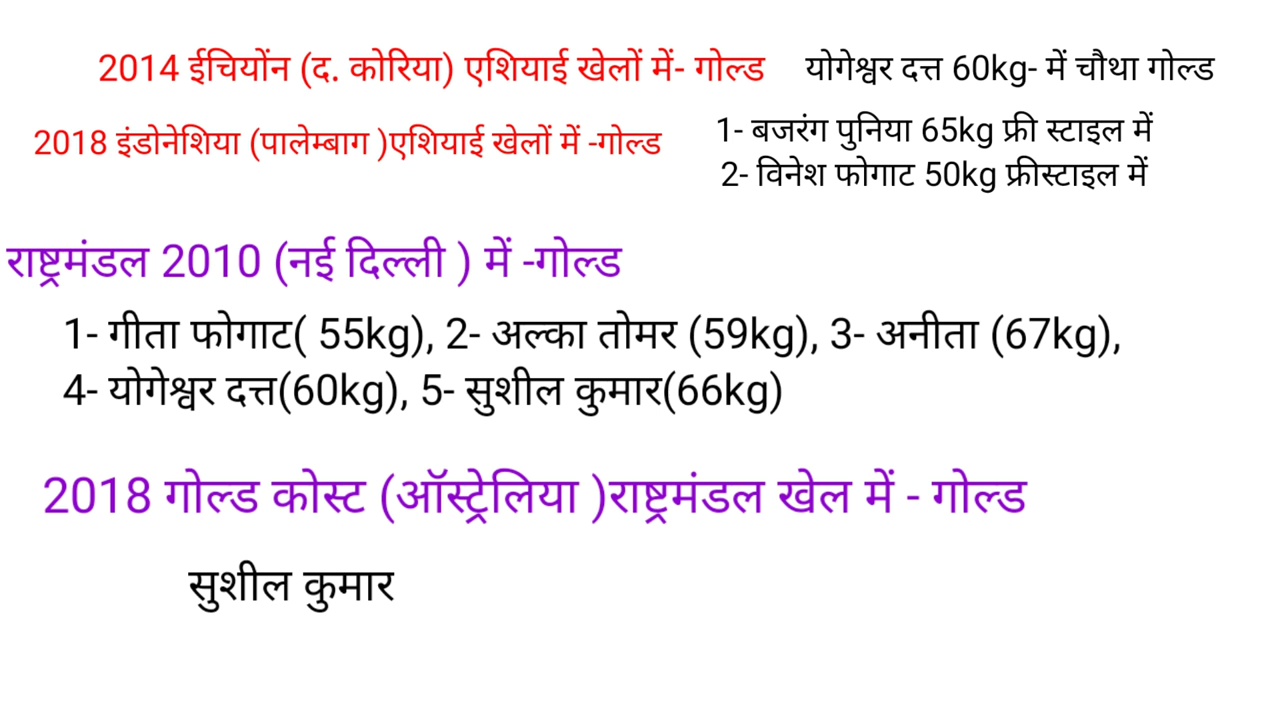 2014 ईचियोंन (द. कोरिया) एशियाई खेलों में- गोल्ड योगेश्वर दत्त 60kg- में चौथा गोल्ड
2018 इंडोनेशिया (पालेम्बाग )एशियाई खेलों में -गोल्ड
1- बजरंग पुनिया 65kg फ्री स्टाइल में
2- विनेश फोगाट 50kg फ्रीस्टाइल में
राष्ट्रमंडल 2010 (नई दिल्ली ) में -गोल्ड
1- गीता फोगाट( 55kg), 2- अल्का तोमर (59kg), 3- अनीता (67kg),
4- योगेश्वर दत्त(60kg), 5- सुशील कुमार(66kg)
2018 गोल्ड कोस्ट (ऑस्ट्रेलिया )राष्ट्रमंडल खेल में - गोल्ड
सुशील कुमार